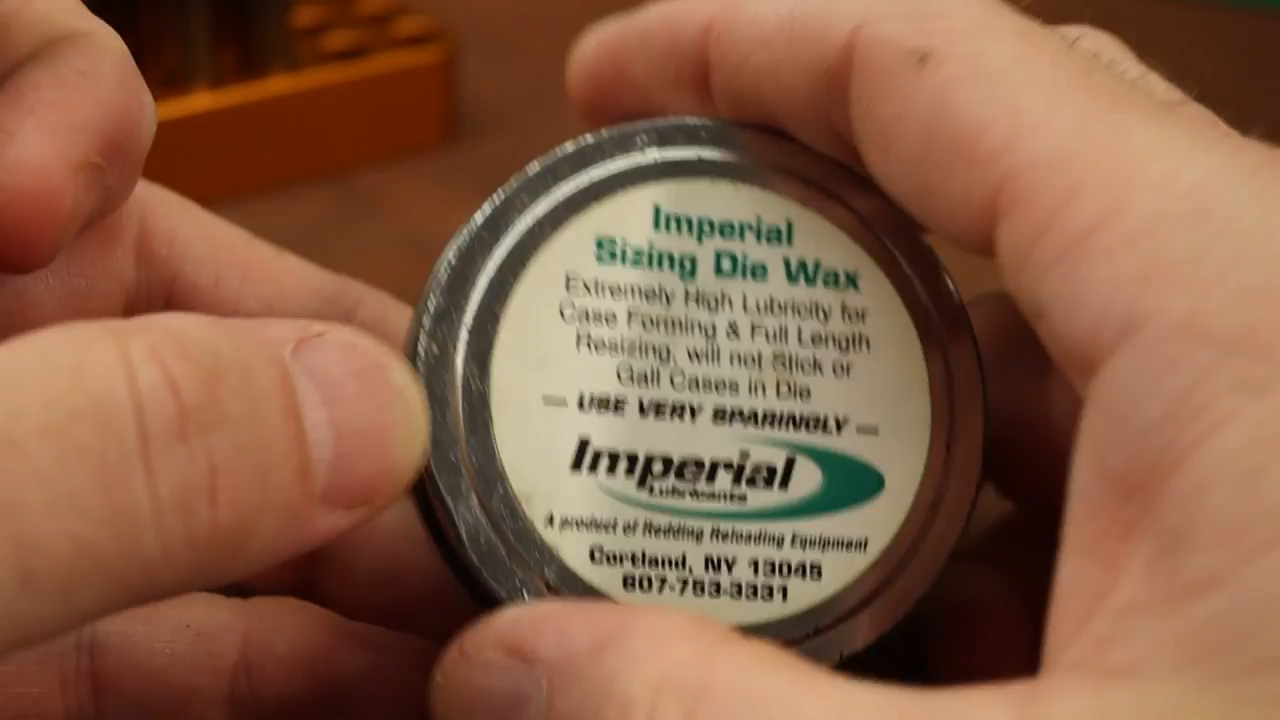 Imperial
Sizing Die Wax
Extremely High Lubricity for
Case Forming & Full Length
Resizing, will not Stick or
Gall Cases in Die
— USE VERY SPARINGLY —
Imperial
Lubricants
A product of Redding Reloading Equipment
Cortland, NY 13045
607-753-3331